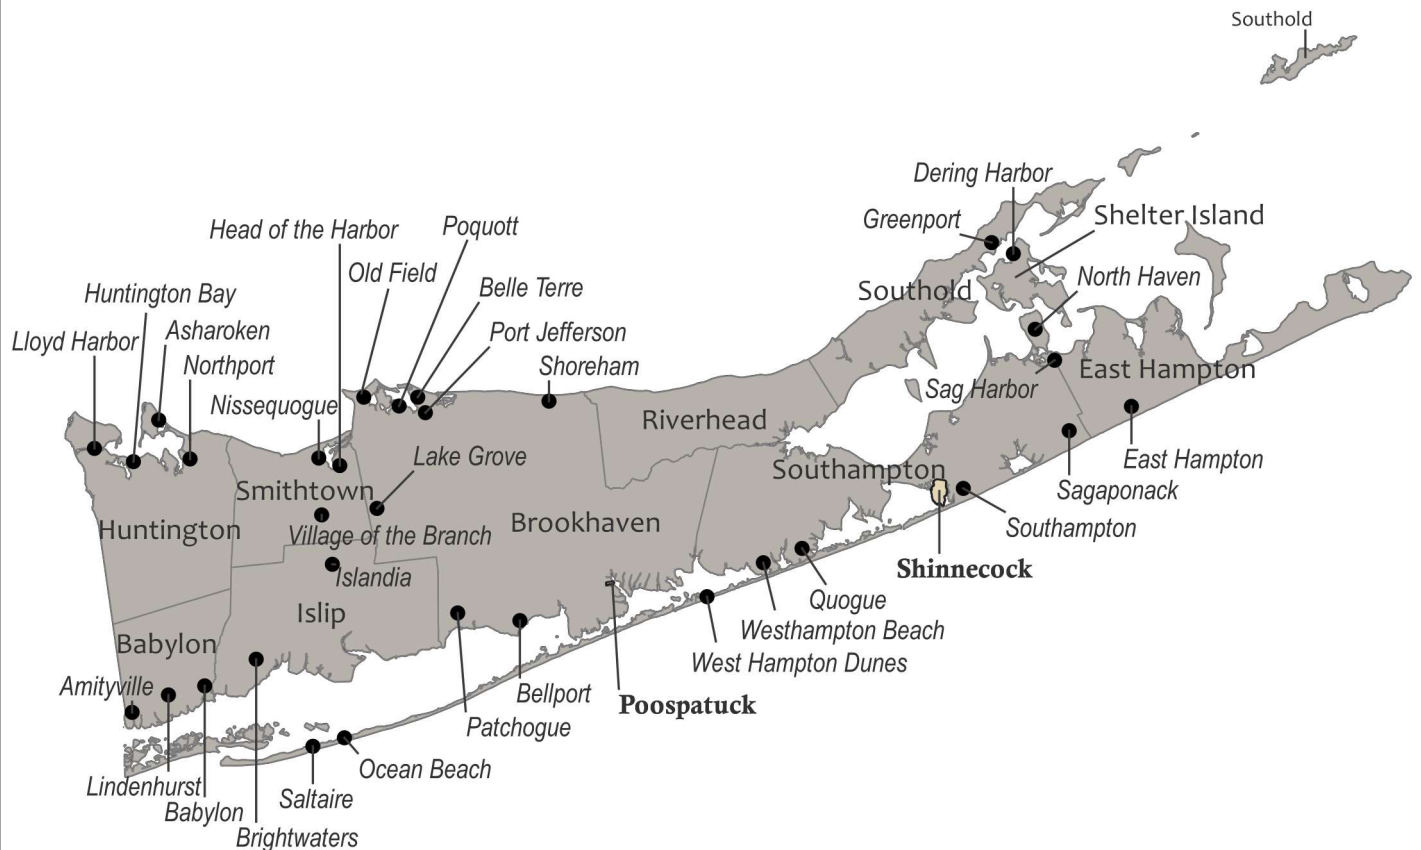 Southold
Dering Harbor
Greenport
Shelter Island
Head of the Harbor
Poquott
Old Field
Southold
North Haven
Huntington Bay
Belle Terre
Lloyd Harbor
Asharoken
Port Jefferson
Northport
Shoreham
East Hampton
Sag Harbor
Nissequogue
Riverhead
Lake Grove
East Hampton
Southampton
Smithtown
Sagaponack
Huntington
Brookhaven
Southampton
Village of the Branch
Shinnecock
Islandia
Quogue
Islip
Westhampton Beach
Babylon
West Hampton Dunes
Amityville
Bellport
Poospatuck
Patchogue
Ocean Beach
Lindenhurst
Saltaire
Babylon
Brightwaters